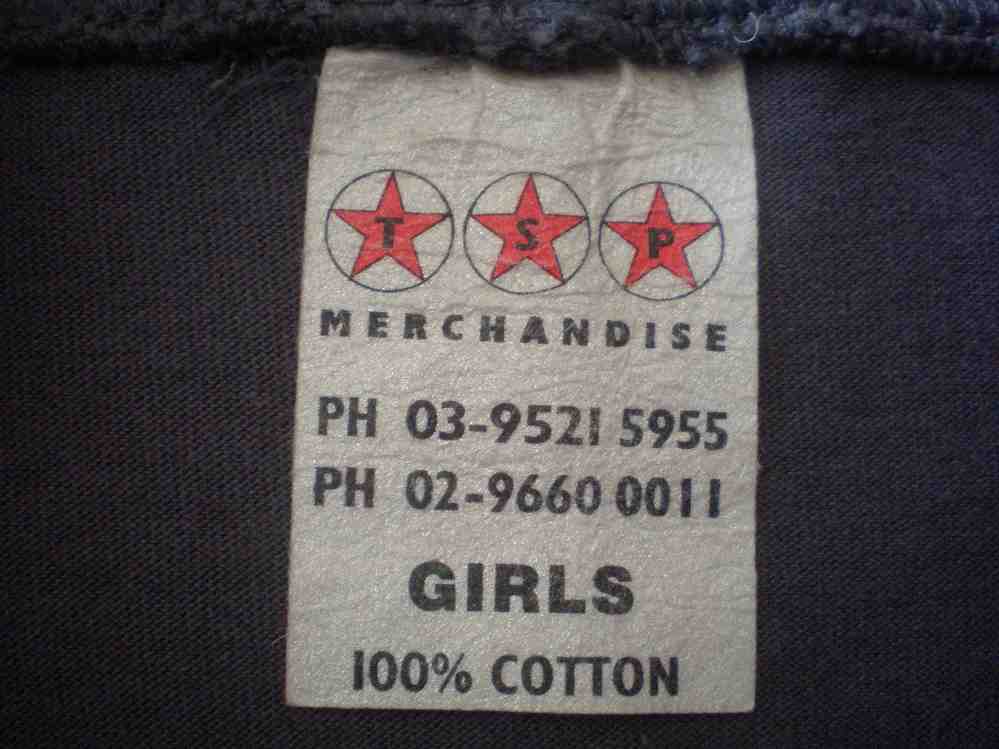 T S P
MERCHANDISE
PH 03-9521 5955
PH 02-9660 0011
GIRLS
100% COTTON